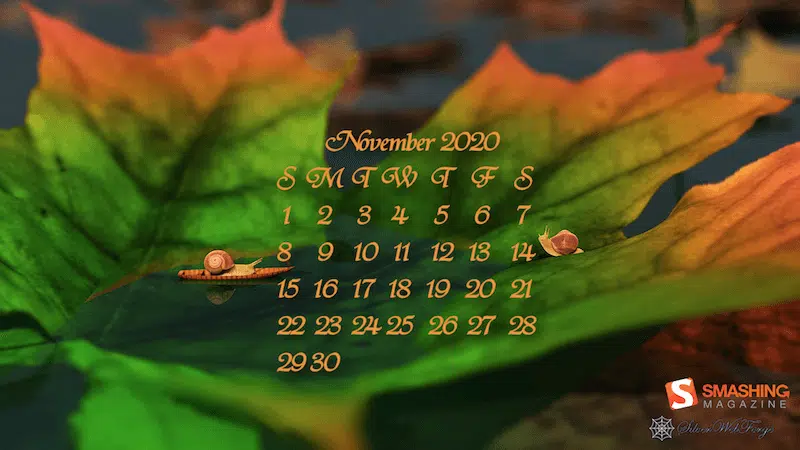 November 2020
S M T W T F S
1 2 3 4 5 6 7
8 9 10 11 12 13 14
15 16 17 18 19 20 21
22 23 24 25 26 27 28
29 30
S SMASHING
MAGAZINE
SilverWebForge